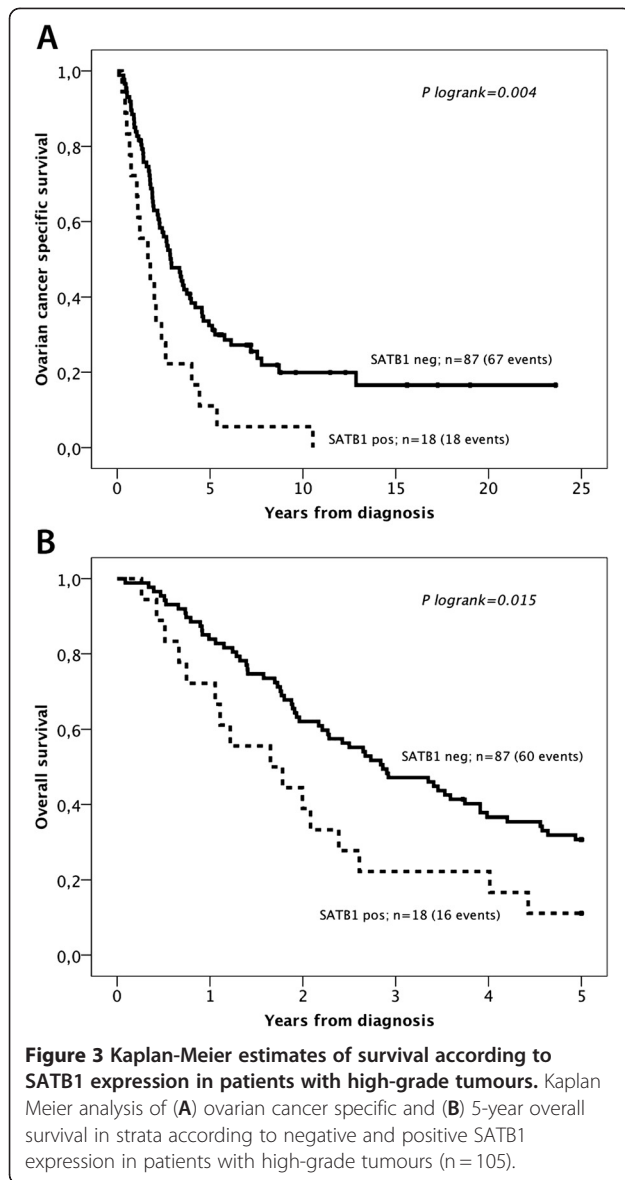 A
1,0
0,8
0,6
0,4
0,2
0,0
Ovarian cancer specific survival
P logrank=0.004
SATB1 neg; n=87 (67 events)
SATB1 pos; n=18 (18 events)
0 5 10 15 20 25
Years from diagnosis
B
1,0
0,8
0,6
0,4
0,2
0,0
Overall survival
P logrank=0.015
SATB1 neg; n=87 (60 events)
SATB1 pos; n=18 (16 events)
0 1 2 3 4 5
Years from diagnosis
Figure 3 Kaplan-Meier estimates of survival according to
SATB1 expression in patients with high-grade tumours. Kaplan
Meier analysis of (A) ovarian cancer specific and (B) 5-year overall
survival in strata according to negative and positive SATB1
expression in patients with high-grade tumours (n = 105).